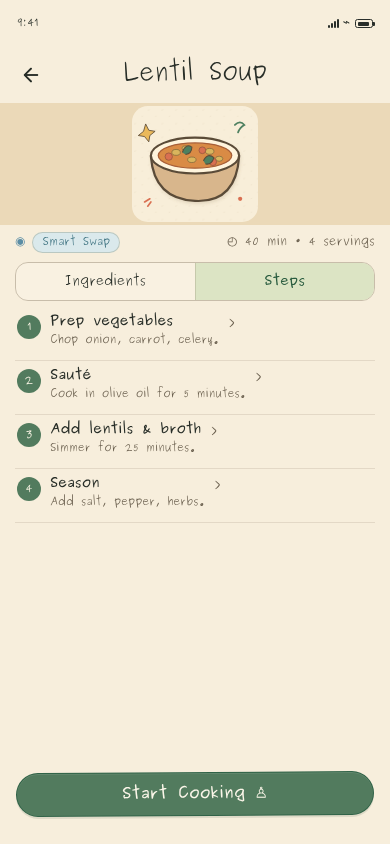 9:41
Lentil Soup
Smart Swap
40 min • 4 servings
Ingredients
Steps
1
Prep vegetables
Chop onion, carrot, celery.
2
Sauté
Cook in olive oil for 5 minutes.
3
Add lentils & broth
Simmer for 25 minutes.
4
Season
Add salt, pepper, herbs.
Start Cooking